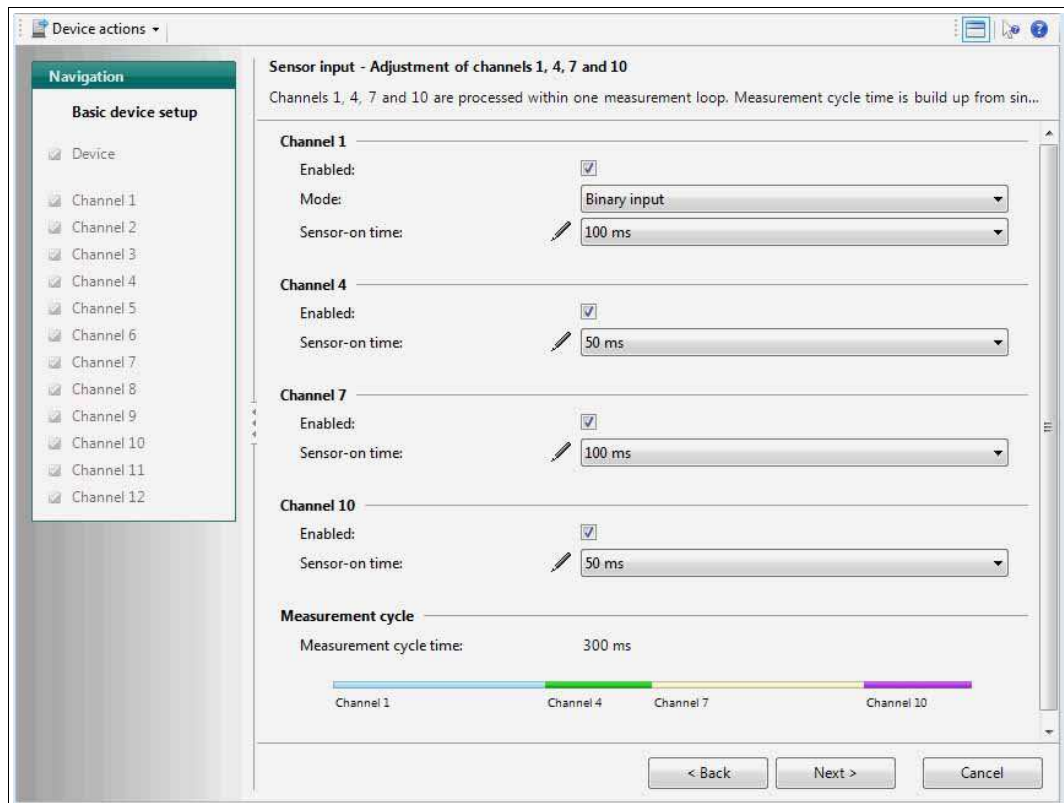 Device actions
Navigation
Basic device setup
Device
Channel 1
Channel 2
Channel 3
Channel 4
Channel 5
Channel 6
Channel 7
Channel 8
Channel 9
Channel 10
Channel 11
Channel 12
Sensor input - Adjustment of channels 1, 4, 7 and 10
Channels 1, 4, 7 and 10 are processed within one measurement loop. Measurement cycle time is build up from sin...
Channel 1
Enabled:
Mode: Binary input
Sensor-on time: 100 ms
Channel 4
Enabled:
Sensor-on time: 50 ms
Channel 7
Enabled:
Sensor-on time: 100 ms
Channel 10
Enabled:
Sensor-on time: 50 ms
Measurement cycle
Measurement cycle time: 300 ms
Channel 1 Channel 4 Channel 7 Channel 10
< Back Next > Cancel